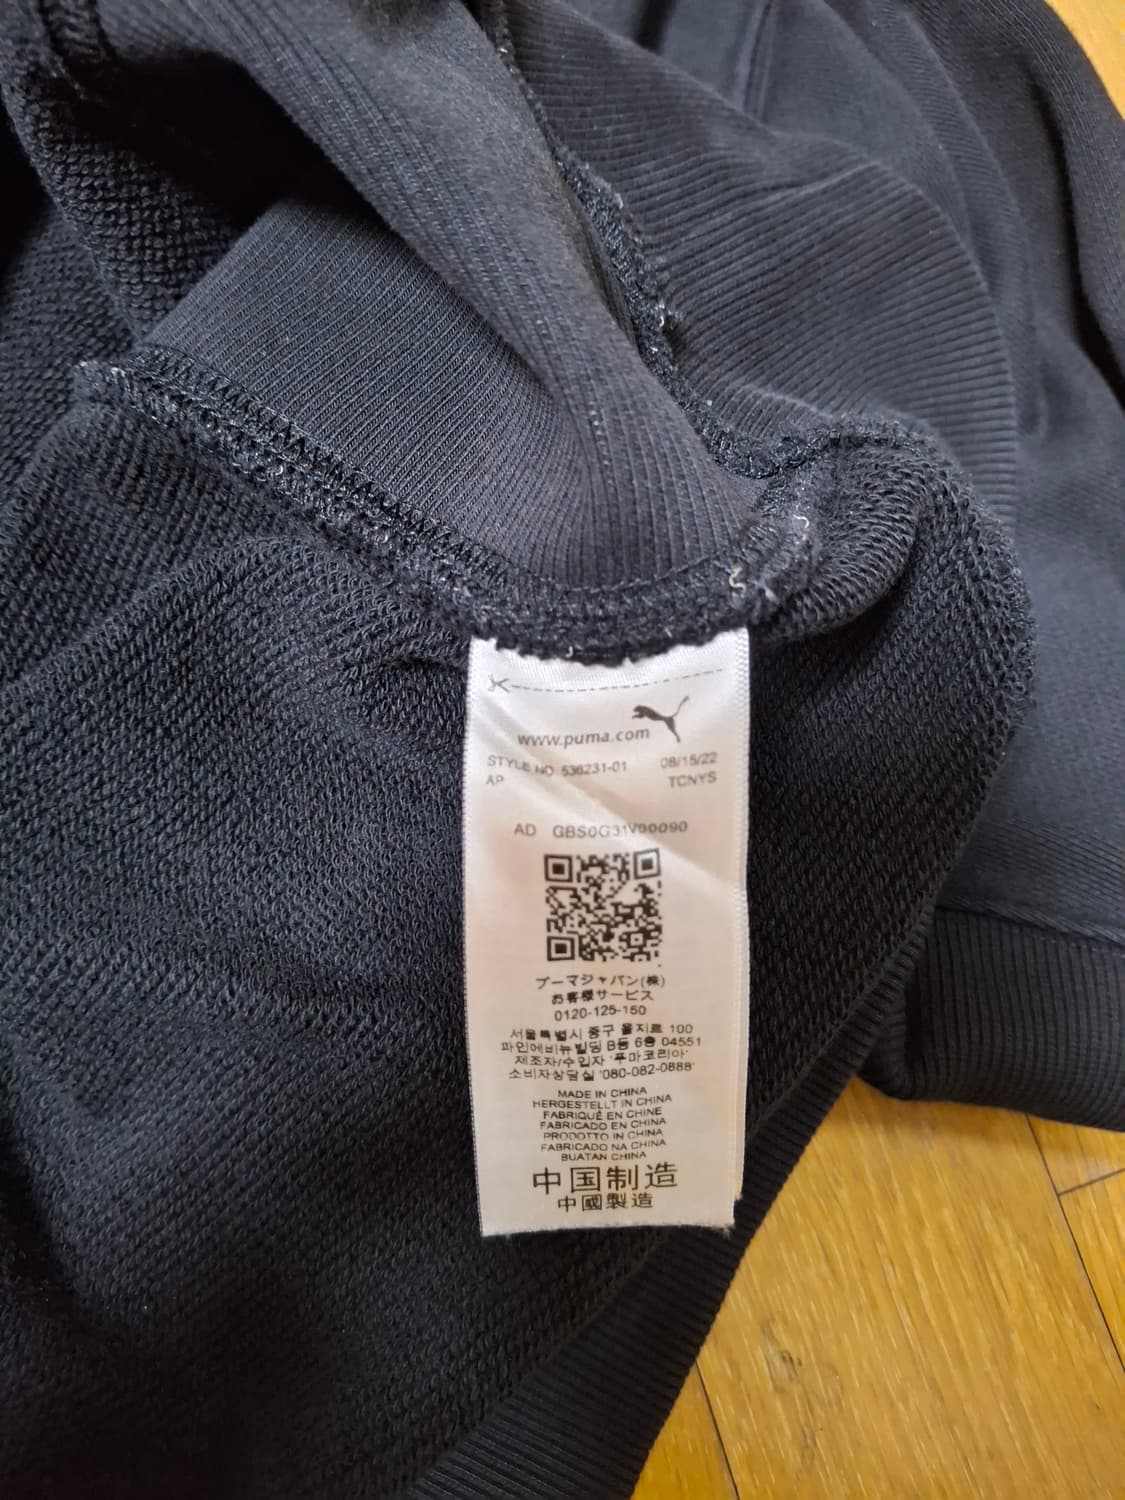 www.puma.com
STYLE NO. 536231-01 08/15/22
AP TCNYS
AD GBS0G31V00090
プーマジャパン(株)
お客様サービス
0120-125-150
서울특별시 중구 을지로 100
파인에비뉴빌딩 B동 6층 04551
제조자/수입자 '푸마코리아'
소비자상담실 '080-082-0888'
MADE IN CHINA
HERGESTELLT IN CHINA
FABRIQUÉ EN CHINE
FABRICADO EN CHINA
PRODOTTO IN CHINA
FABRICADO NA CHINA
BUATAN CHINA
中国制造
中國製造